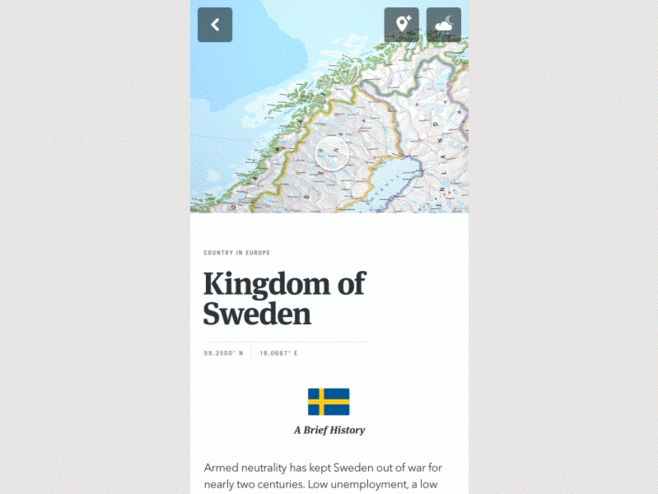 COUNTRY IN EUROPE
Kingdom of
Sweden
59.3500° N 18.0667° E
A Brief History
Armed neutrality has kept Sweden out of war for
nearly two centuries. Low unemployment, a low